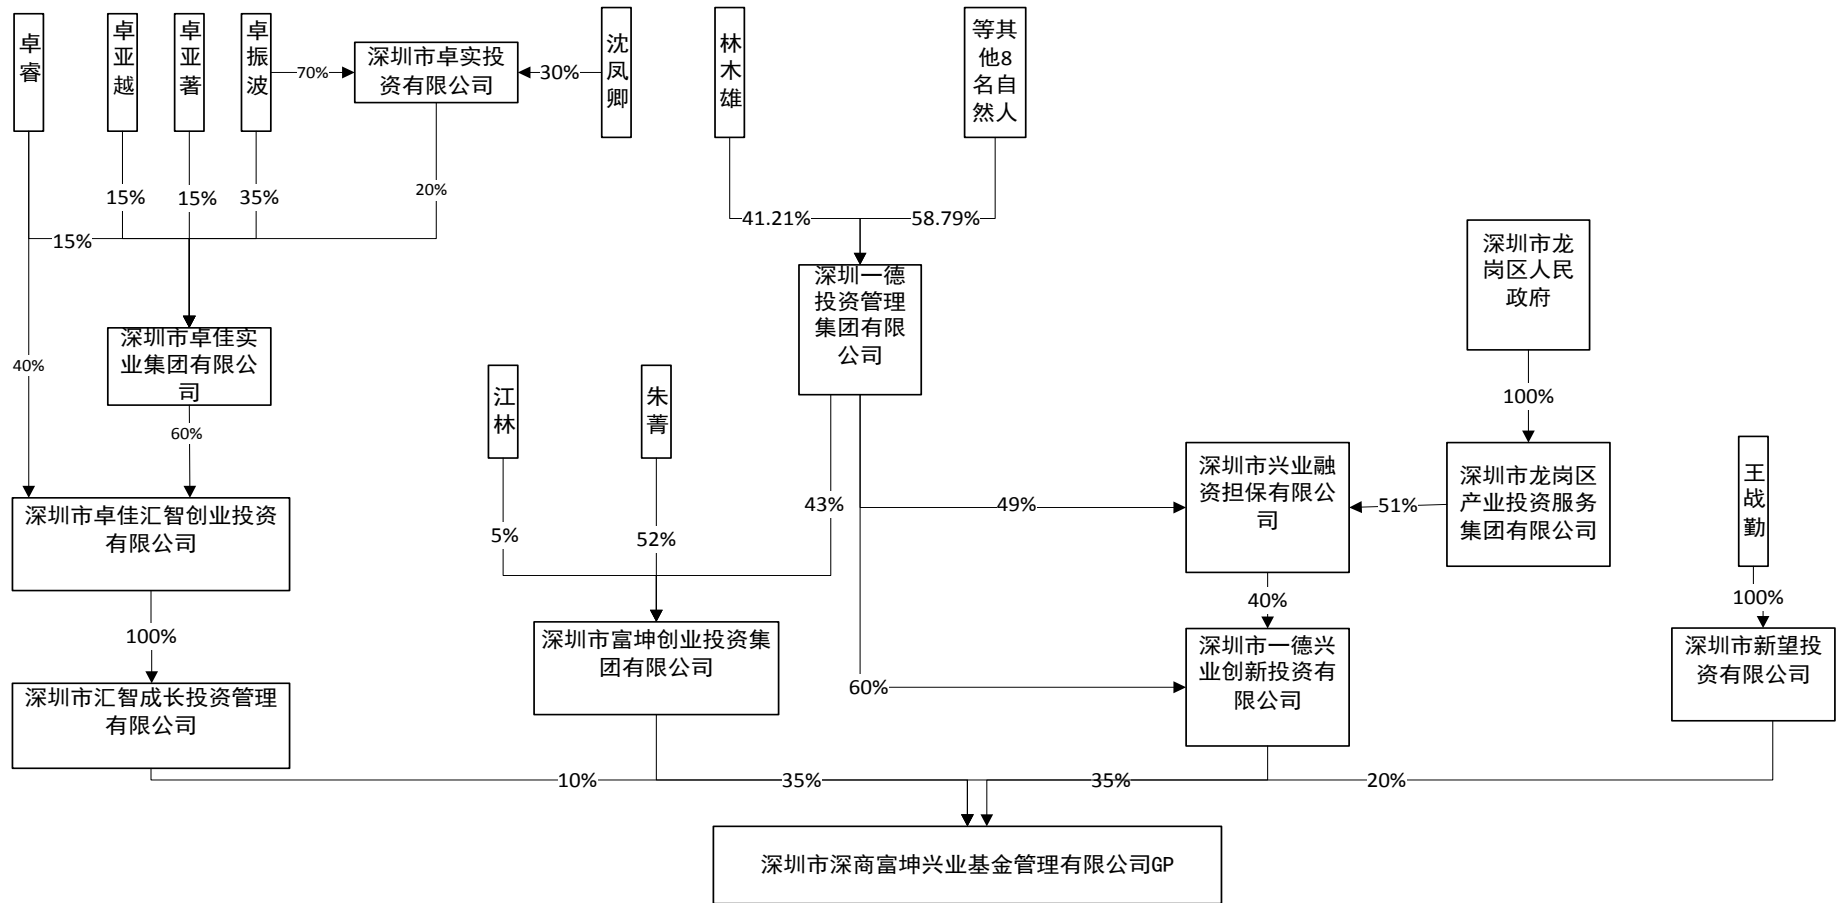 卓睿
卓亚越
卓亚著
卓振波
70%
深圳市卓实投
资有限公司
30%
沈凤卿
林木雄
等其
他8
名自
然人
15%
15%
35%
20%
15%
41.21%
58.79%
深圳市龙
岗区人民
政府
深圳一德
投资管理
集团有限
公司
深圳市卓佳实
业集团有限公
司
40%
60%
江林
朱菁
100%
深圳市兴业融
资担保有限公
司
51%
深圳市龙岗区
产业投资服务
集团有限公司
王战勤
深圳市卓佳汇智创业投资
有限公司
5%
52%
43%
49%
100%
40%
100%
深圳市富坤创业投资集
团有限公司
深圳市一德兴
业创新投资有
限公司
深圳市新望投
资有限公司
60%
深圳市汇智成长投资管理
有限公司
10%
35%
35%
20%
深圳市深商富坤兴业基金管理有限公司GP